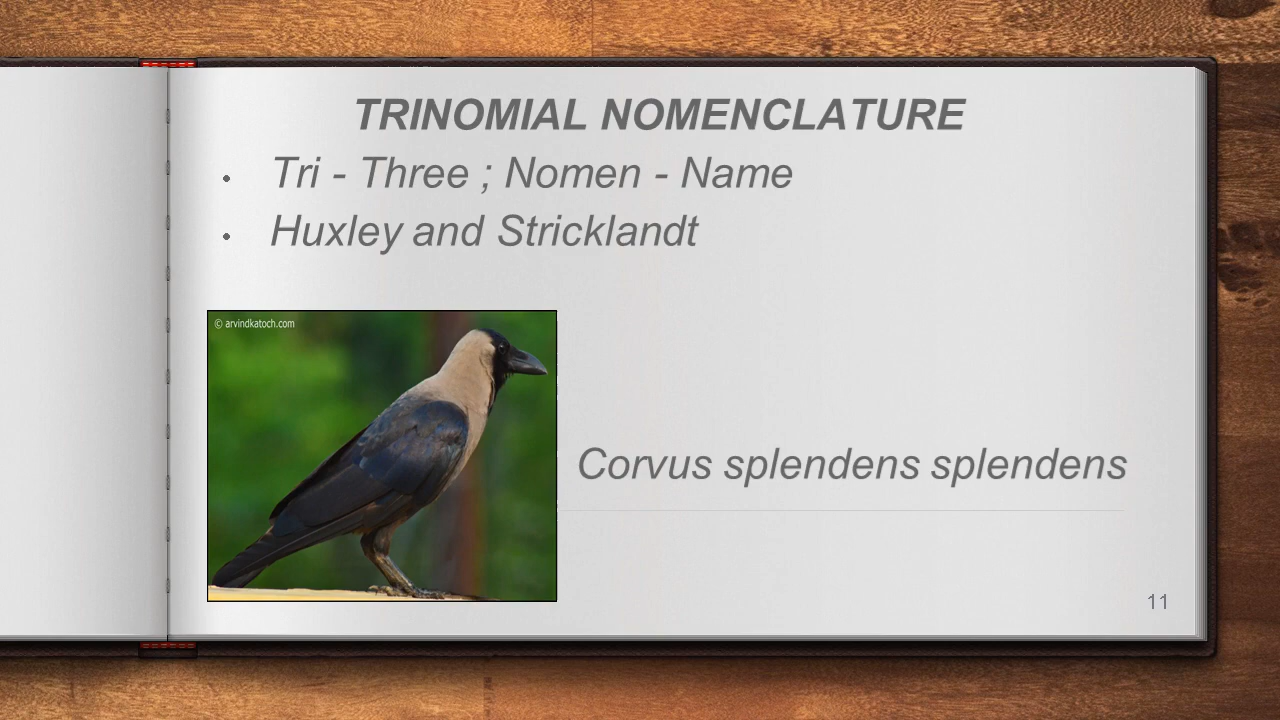 TRINOMIAL NOMENCLATURE
• Tri - Three ; Nomen - Name
• Huxley and Stricklandt
© arvindkatoch.com
Corvus splendens splendens
11